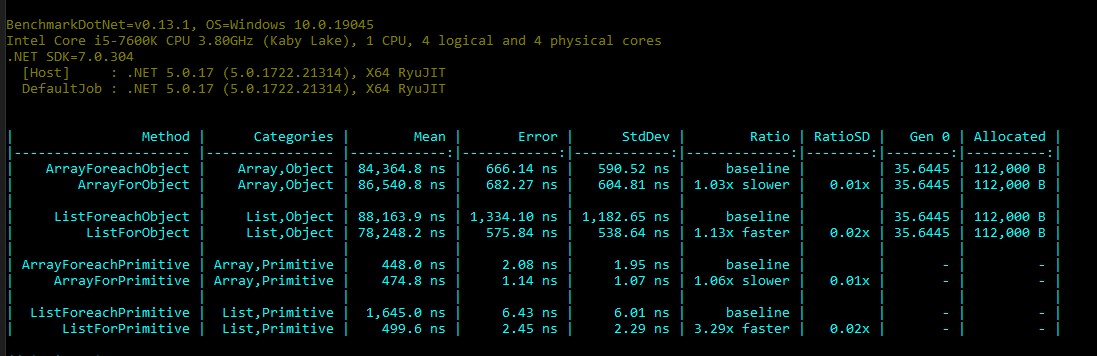 BenchmarkDotNet=v0.13.1, OS=Windows 10.0.19045
Intel Core i5-7600K CPU 3.80GHz (Kaby Lake), 1 CPU, 4 logical and 4 physical cores
.NET SDK=7.0.304
  [Host]     : .NET 5.0.17 (5.0.1722.21314), X64 RyuJIT
  DefaultJob : .NET 5.0.17 (5.0.1722.21314), X64 RyuJIT
|                Method |      Categories |        Mean |       Error |      StdDev |        Ratio | RatioSD |   Gen 0 | Allocated |
|---------------------- |---------------- |------------:|------------:|------------:|-------------:|--------:|--------:|----------:|
|    ArrayForeachObject |    Array,Object | 84,364.8 ns |   666.14 ns |   590.52 ns |     baseline |         | 35.6445 | 112,000 B |
|        ArrayForObject |    Array,Object | 86,540.8 ns |   682.27 ns |   604.81 ns | 1.03x slower |   0.01x | 35.6445 | 112,000 B |
|                       |                 |             |             |             |              |         |         |           |
|     ListForeachObject |     List,Object | 88,163.9 ns | 1,334.10 ns | 1,182.65 ns |     baseline |         | 35.6445 | 112,000 B |
|         ListForObject |     List,Object | 78,248.2 ns |   575.84 ns |   538.64 ns | 1.13x faster |   0.02x | 35.6445 | 112,000 B |
|                       |                 |             |             |             |              |         |         |           |
| ArrayForeachPrimitive | Array,Primitive |    448.0 ns |     2.08 ns |     1.95 ns |     baseline |         |       - |         - |
|     ArrayForPrimitive | Array,Primitive |    474.8 ns |     1.14 ns |     1.07 ns | 1.06x slower |   0.01x |       - |         - |
|                       |                 |             |             |             |              |         |         |           |
|  ListForeachPrimitive |  List,Primitive |  1,645.0 ns |     6.43 ns |     6.01 ns |     baseline |         |       - |         - |
|      ListForPrimitive |  List,Primitive |    499.6 ns |     2.45 ns |     2.29 ns | 3.29x faster |   0.02x |       - |         - |